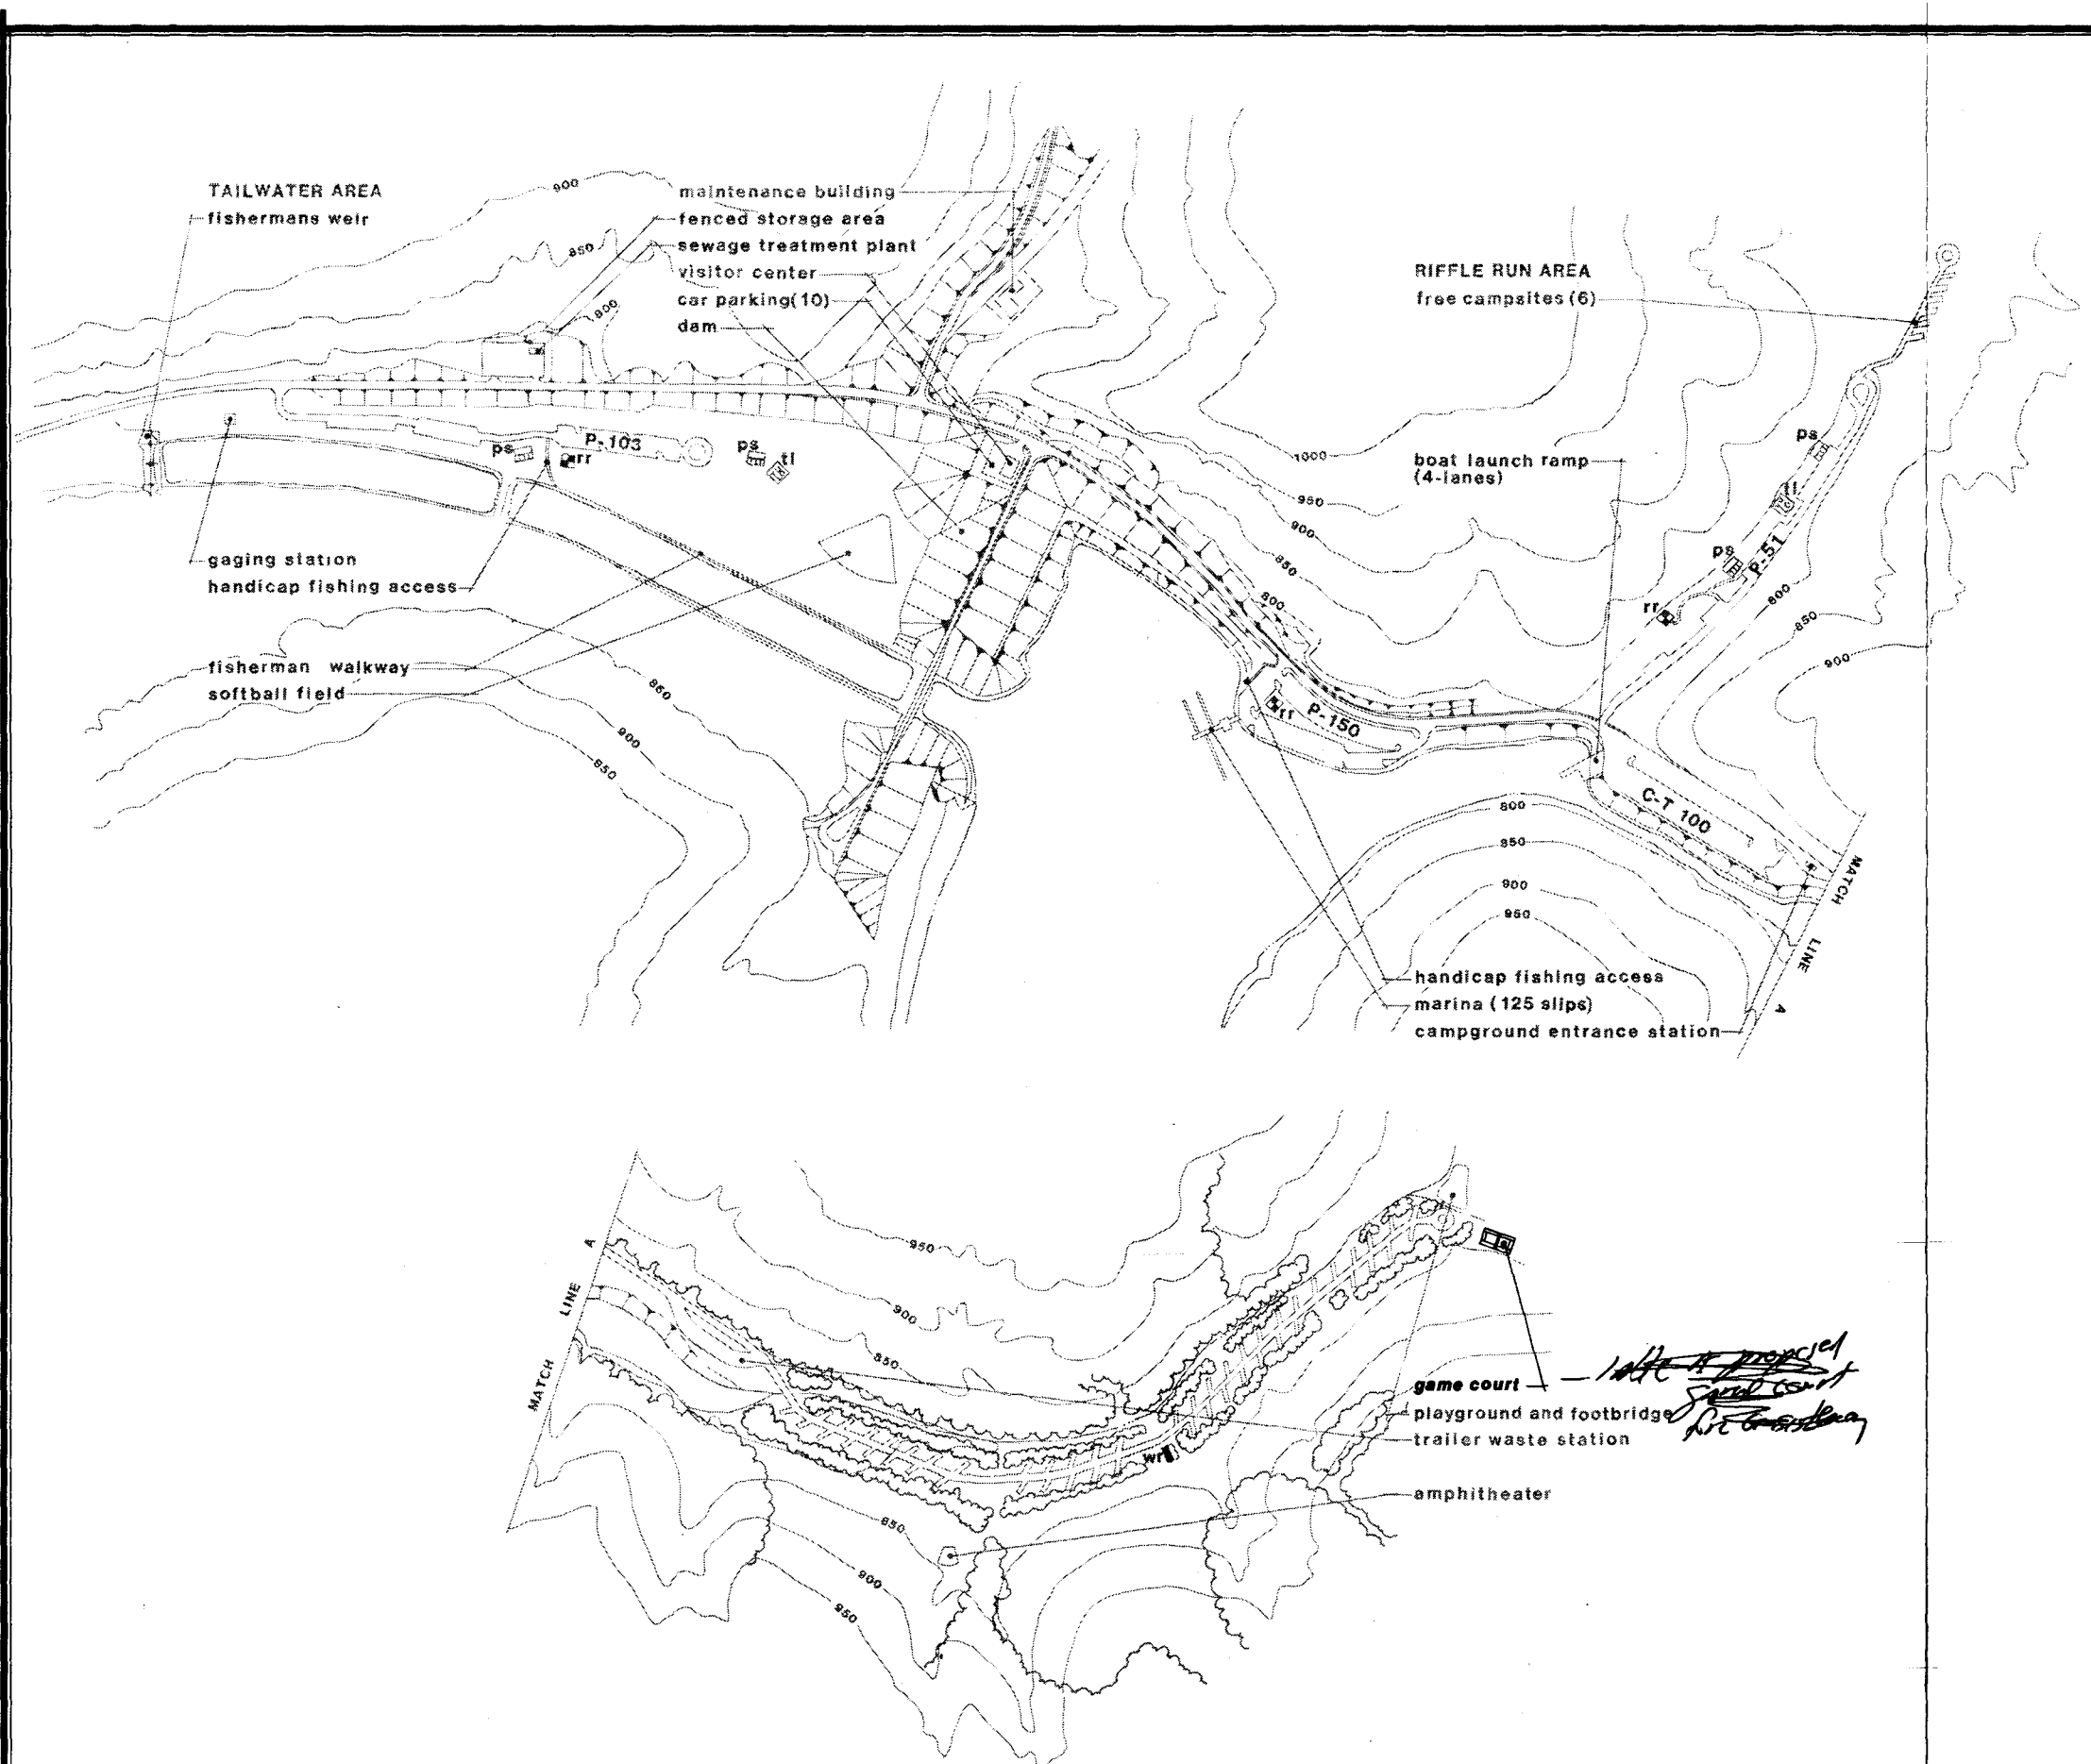 TAILWATER AREA
fishermans weir
maintenance building
fenced storage area
sewage treatment plant
visitor center
car parking(10)
dam
900
850
800
RIFFLE RUN AREA
free campsites (6)
ps
P-103
rr
ps
tl
1000
950
900
850
800
boat launch ramp
(4-lanes)
ps
tl
ps
P-51
rr
800
850
900
gaging station
handicap fishing access
fisherman walkway
softball field
850
900
850
rr
P-150
C-T 100
800
850
900
950
MATCH
LINE
A
handicap fishing access
marina (125 slips)
campground entrance station
A
LINE
MATCH
950
900
850
wr
game court
playground and footbridge
trailer waste station
amphitheater
850
900
950